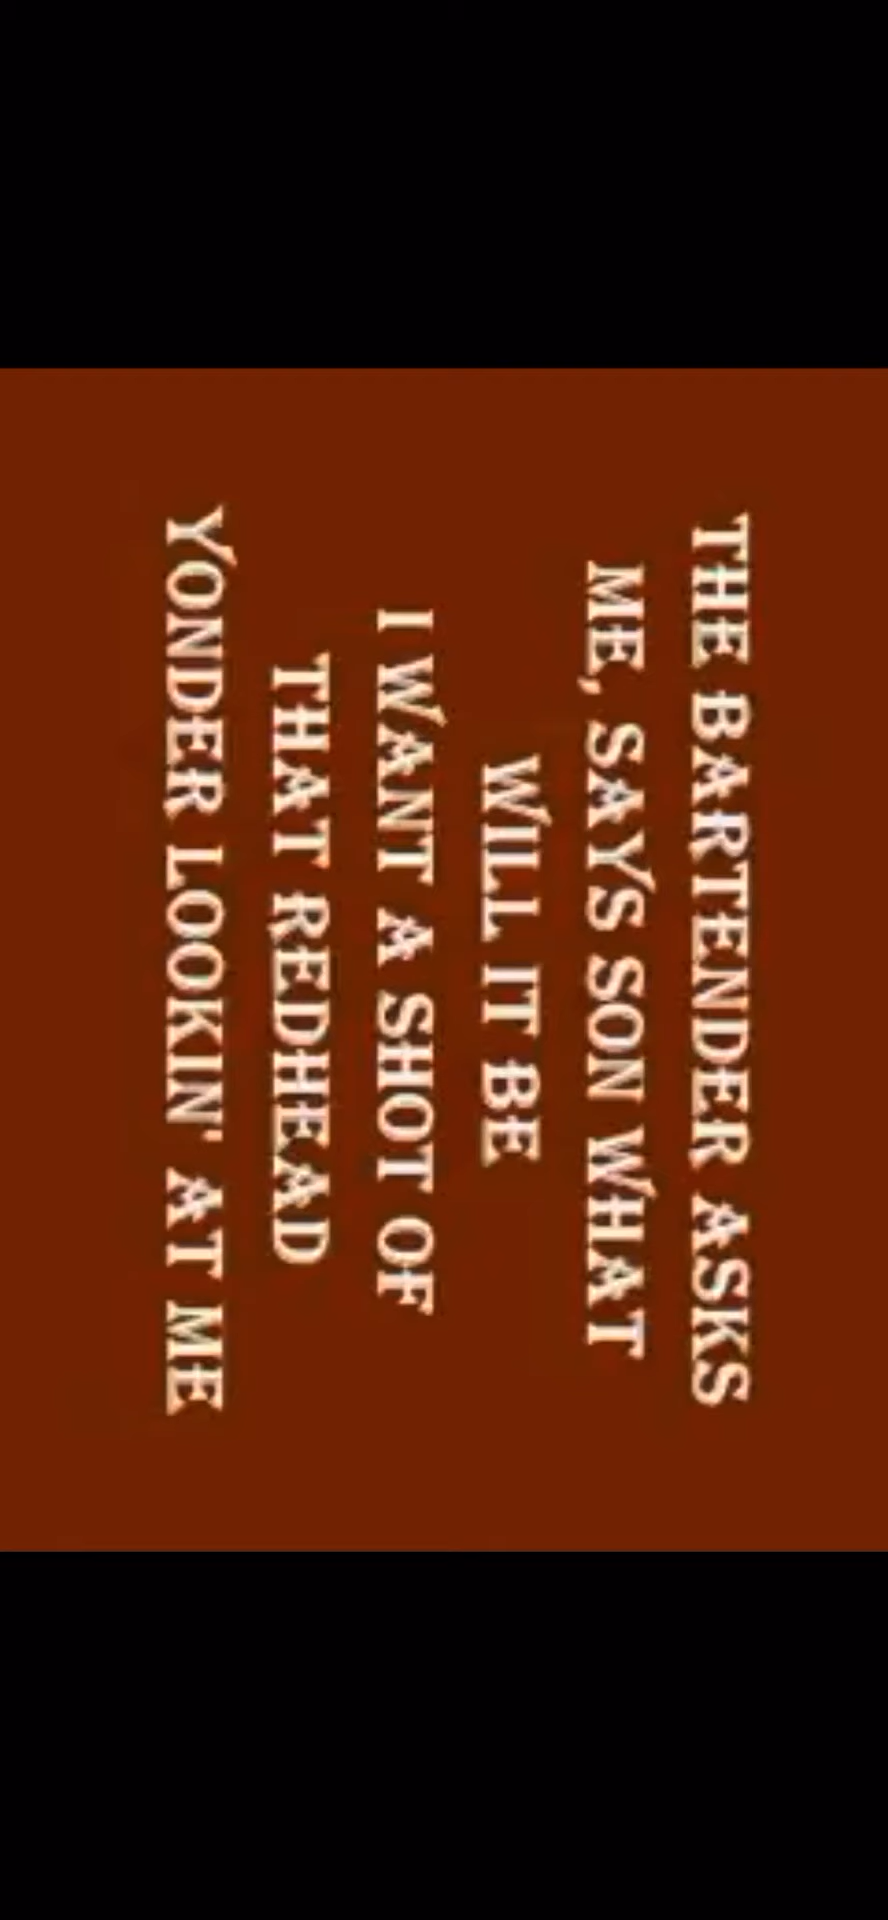 THE BARTENDER ASKS
ME, SAYS SON WHAT
WILL IT BE
I WANT A SHOT OF
THAT REDHEAD
YONDER LOOKIN' AT ME